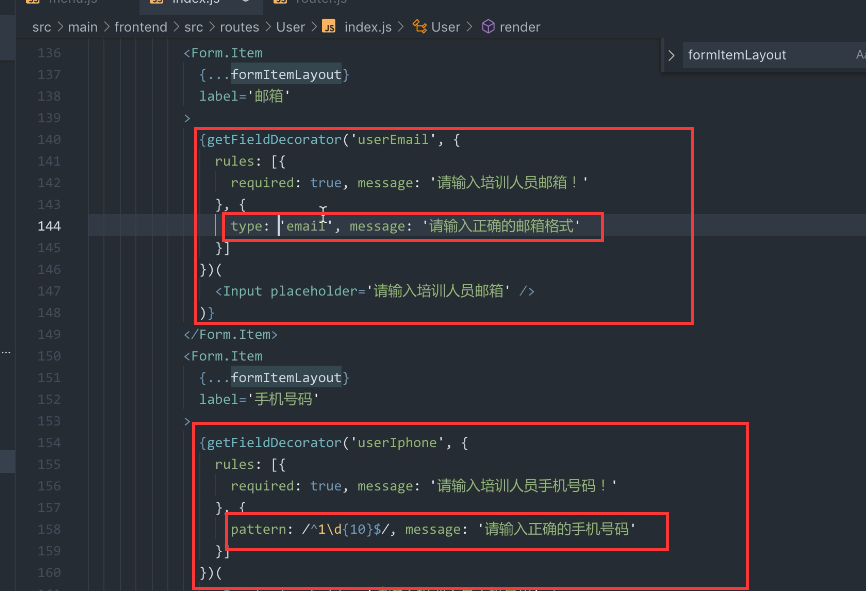 menu.js index.js router.js
src > main > frontend > src > routes > User > JS index.js > User > render
formItemLayout Aa
136 <Form.Item
137 {...formItemLayout}
138 label='邮箱'
139 >
140 {getFieldDecorator('userEmail', {
141 rules: [{
142 required: true, message: '请输入培训人员邮箱！'
143 }, {
144 type: 'email', message: '请输入正确的邮箱格式'
145 }]
146 })(
147 <Input placeholder='请输入培训人员邮箱' />
148 )}
149 </Form.Item>
150 <Form.Item
151 {...formItemLayout}
152 label='手机号码'
153 >
154 {getFieldDecorator('userIphone', {
155 rules: [{
156 required: true, message: '请输入培训人员手机号码！'
157 }, {
158 pattern: /^1\d{10}$/, message: '请输入正确的手机号码'
159 }]
160 })(